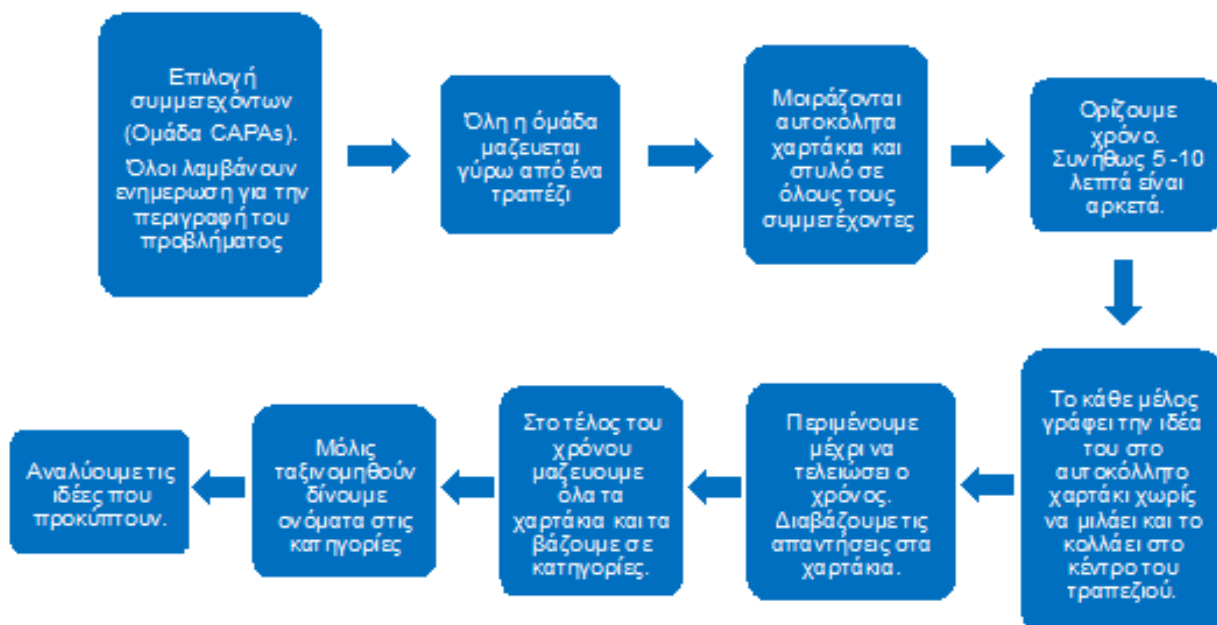 Επιλογή
συμμετεχόντων
(Ομάδα CAPAs).
Όλοι λαμβάνουν
ενημερωση για την
περιγραφή του
προβλήματος
Όλη η όμάδα
μαζευεται
γύρω από ένα
τραπέζι
Μοιράζονται
αυτοκόλητα
χαρτάκια και
στυλό σε
όλους τους
συμμετέχοντες
Ορίζουμε
χρόνο.
Συνήθως 5 -10
λεπτά είναι
αρκετά.
Το κάθε μέλος
γράφει την ιδέα
του στο
αυτοκόλλητο
χαρτάκι χωρίς
να μιλάει και το
κολλάει στο
κέντρο του
τραπεζιού.
Περιμένουμε
μέχρι να
τελειώσει ο
χρόνος.
Διαβάζουμε τις
απαντήσεις στα
χαρτάκια.
Στο τέλος του
χρόνου
μαζευουμε
όλα τα
χαρτάκια και τα
βάζουμε σε
κατηγορίες.
Μόλις
ταξινομηθούν
δίνουμε
ονόματα στις
κατηγορίες
Αναλύουμε τις
ιδέες που
προκύπτουν.